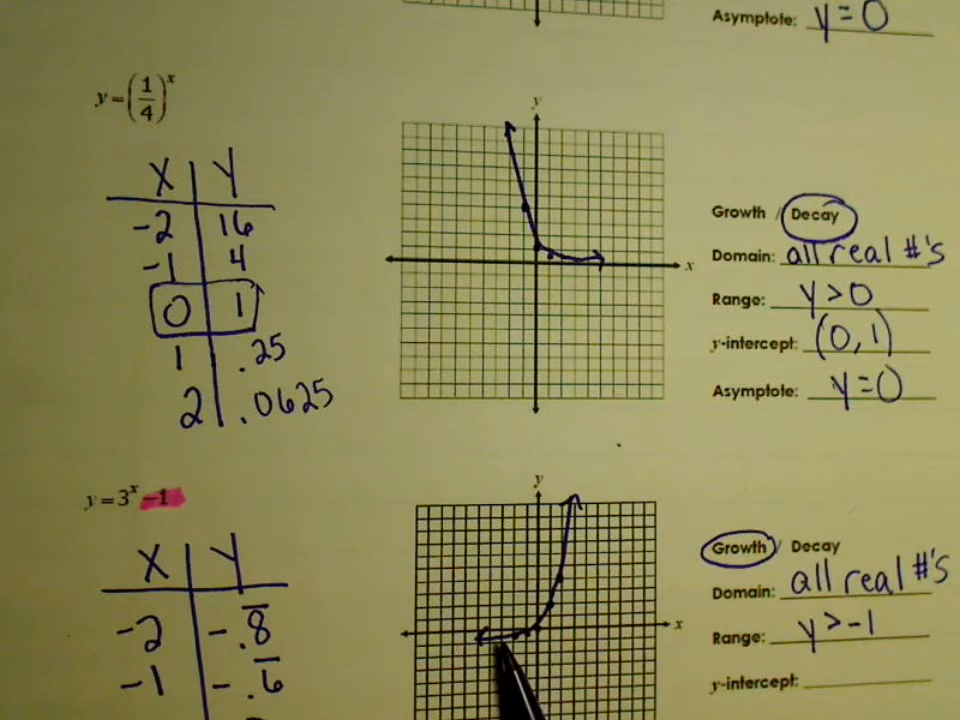 Asymptote: y = 0
y = (1/4)^x
y
X Y
-2 16
-1 4
0 1
1 .25
2 .0625
x
Growth / Decay
Domain: all real #'s
Range: y > 0
y-intercept: (0, 1)
Asymptote: y = 0
y = 3^x - 1
y
X Y
-2 -.8̅
-1 -.6̅
x
Growth / Decay
Domain: all real #'s
Range: y > -1
y-intercept: